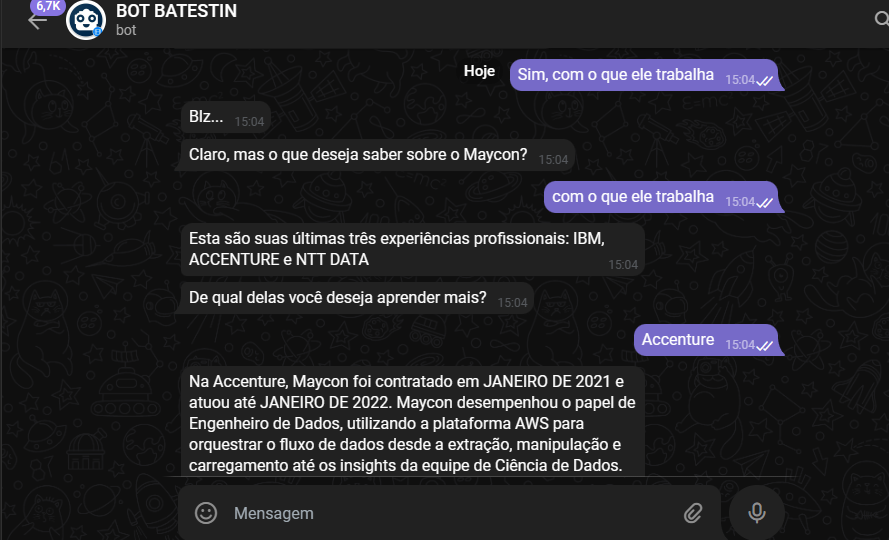 6,7K
BOT BATESTIN
bot
Hoje
Sim, com o que ele trabalha 15:04
Blz... 15:04
Claro, mas o que deseja saber sobre o Maycon? 15:04
com o que ele trabalha 15:04
Esta são suas últimas três experiências profissionais: IBM,
ACCENTURE e NTT DATA 15:04
De qual delas você deseja aprender mais? 15:04
Accenture 15:04
Na Accenture, Maycon foi contratado em JANEIRO DE 2021 e
atuou até JANEIRO DE 2022. Maycon desempenhou o papel de
Engenheiro de Dados, utilizando a plataforma AWS para
orquestrar o fluxo de dados desde a extração, manipulação e
carregamento até os insights da equipe de Ciência de Dados.
Mensagem